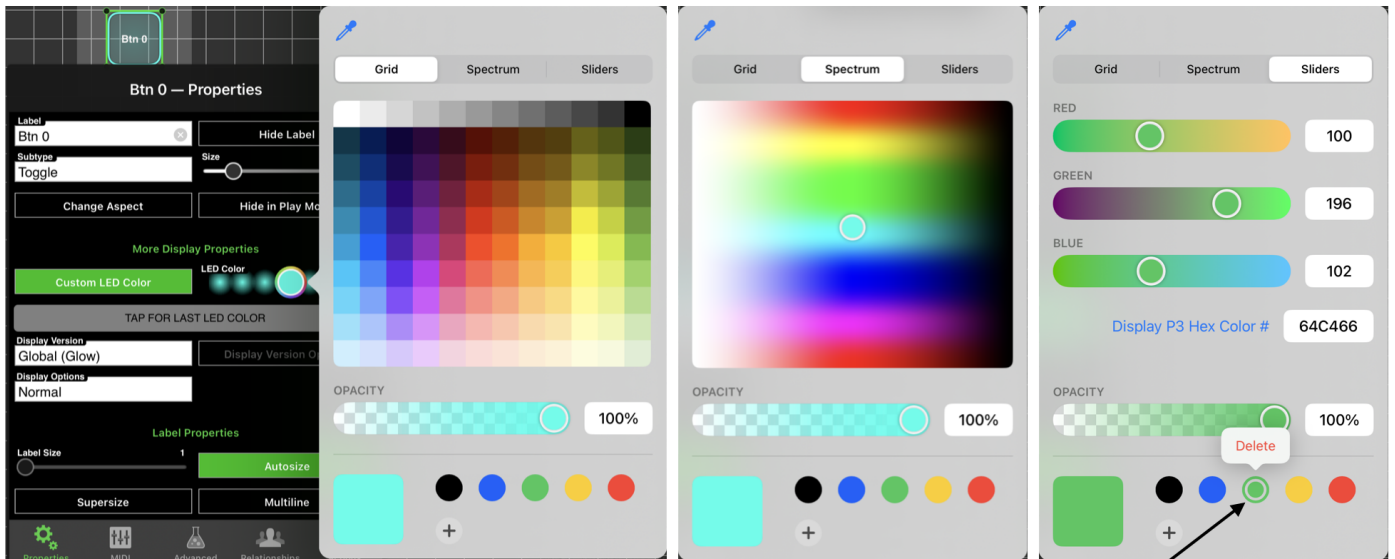 Btn 0
Btn 0 — Properties
Label
Btn 0
Hide Label
Subtype
Toggle
Size
Change Aspect
Hide in Play Mo
More Display Properties
Custom LED Color
LED Color
TAP FOR LAST LED COLOR
Display Version
Global (Glow)
Display Version Op
Display Options
Normal
Label Properties
Label Size
1
Autosize
Supersize
Multiline
Properties
MIDI
Advanced
Relationships
Grid
Spectrum
Sliders
OPACITY
100%
+
Grid
Spectrum
Sliders
OPACITY
100%
+
Grid
Spectrum
Sliders
RED
100
GREEN
196
BLUE
102
Display P3 Hex Color #
64C466
OPACITY
100%
Delete
+